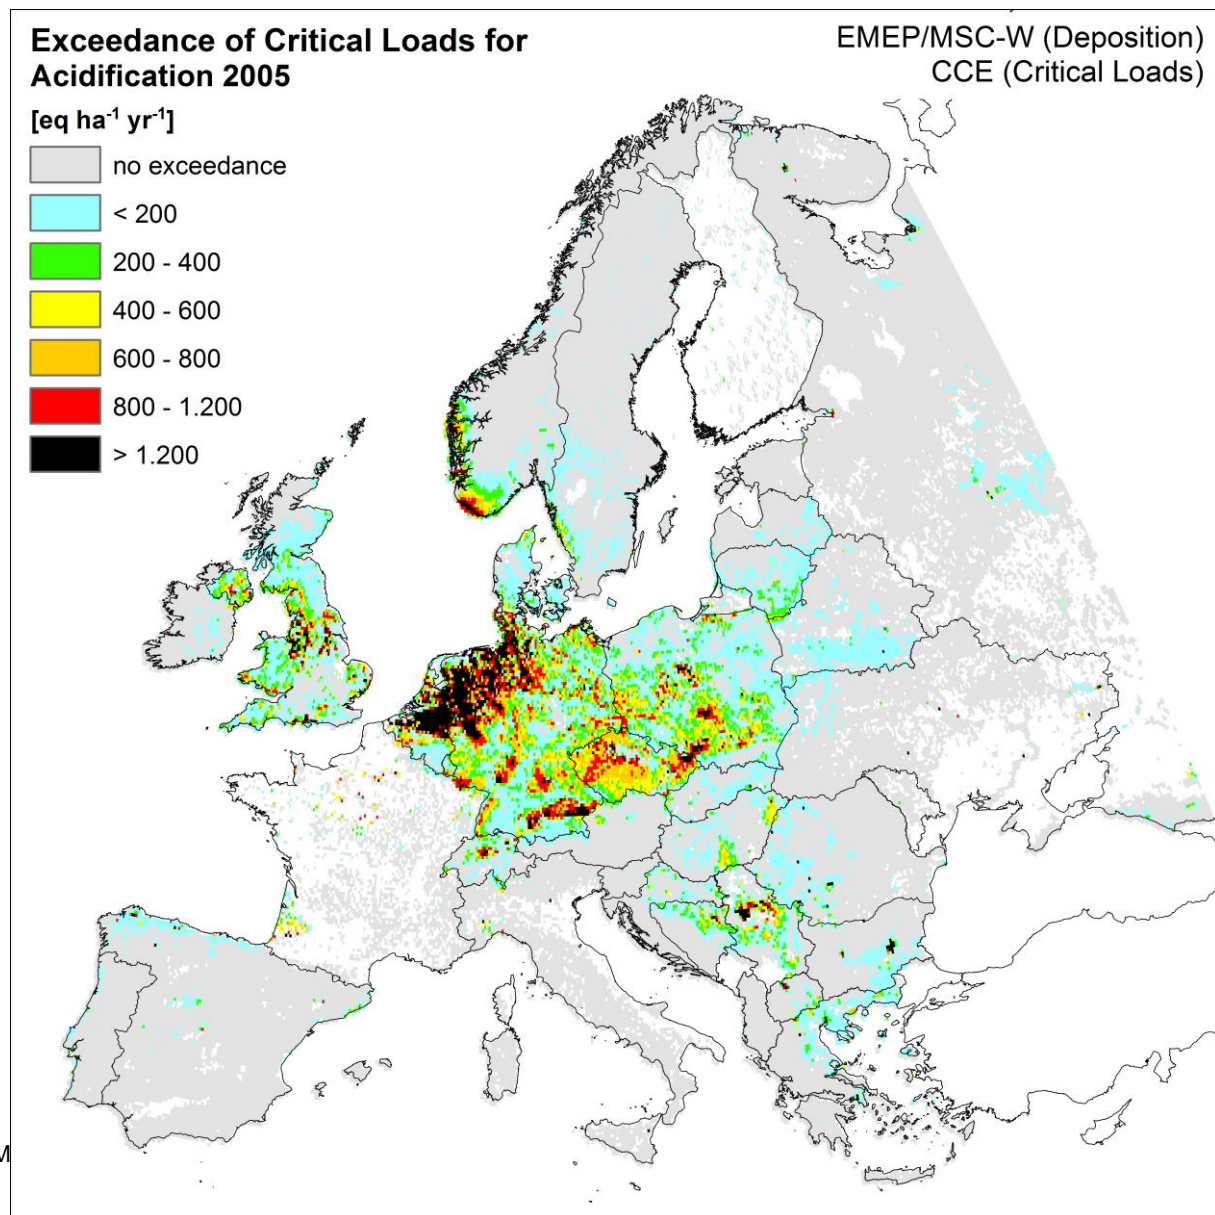 Exceedance of Critical Loads for
Acidification 2005
[eq ha⁻¹ yr⁻¹]
no exceedance
< 200
200 - 400
400 - 600
600 - 800
800 - 1.200
> 1.200
EMEP/MSC-W (Deposition)
CCE (Critical Loads)
M